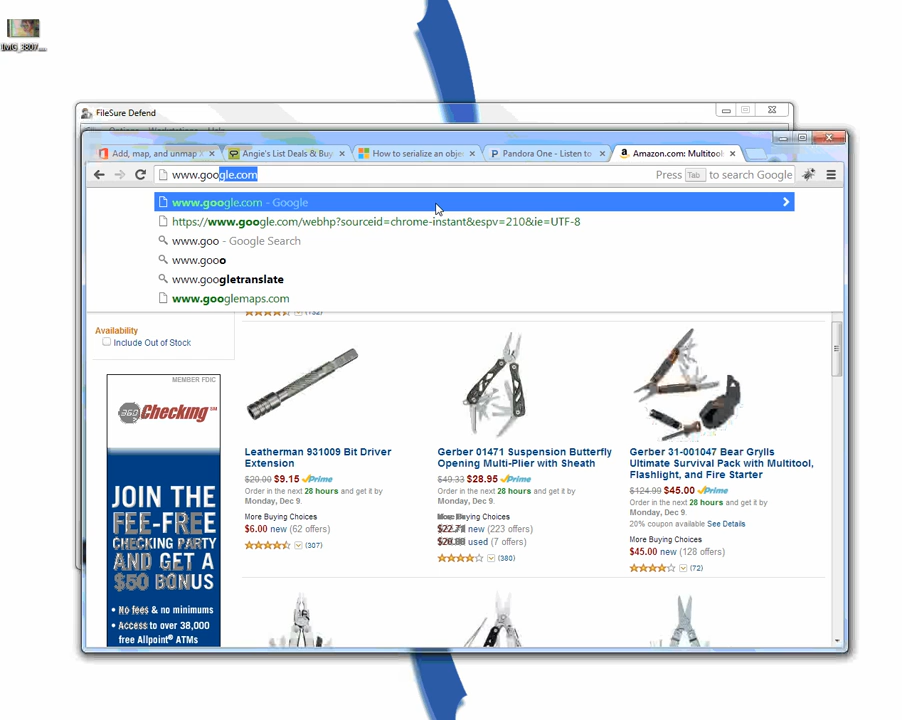 FileSure Defend
Add, map, and unmap
Angie's List Deals & Buy
How to serialize an obje
Pandora One - Listen to
Amazon.com: Multitool
www.google.com
Press Tab to search Google
www.google.com - Google
https://www.google.com/webhp?sourceid=chrome-instant&espv=210&ie=UTF-8
www.goo - Google Search
www.gooo
www.googletranslate
www.googlemaps.com
Availability
Include Out of Stock
MEMBER FDIC
360 Checking
JOIN THE
FEE-FREE
CHECKING PARTY
AND GET A
$50 BONUS
• No fees & no minimums
• Access to over 38,000
free Allpoint® ATMs
Leatherman 931009 Bit Driver
Extension
$20.00 $9.15 Prime
Order in the next 28 hours and get it by
Monday, Dec 9.
More Buying Choices
$6.00 new (62 offers)
(307)
Gerber 01471 Suspension Butterfly
Opening Multi-Plier with Sheath
$49.33 $28.95 Prime
Order in the next 28 hours and get it by
Monday, Dec 9.
More Buying Choices
new (223 offers)
used (7 offers)
(380)
Gerber 31-001047 Bear Grylls
Ultimate Survival Pack with Multitool,
Flashlight, and Fire Starter
$124.99 $45.00 Prime
Order in the next 28 hours and get it by
Monday, Dec 9.
20% coupon available See Details
More Buying Choices
$45.00 new (128 offers)
(72)